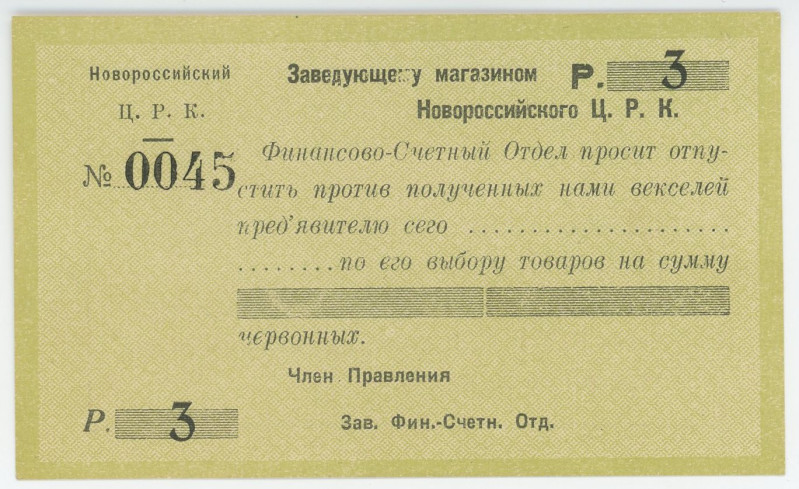 Новороссийский
Ц. Р. К.
№ 0045
Заведующему магазином Р. 3
Новороссийского Ц. Р. К.
Финансово-Счетный Отдел просит отпу-
стить против полученных нами векселей
пред'явителю сего ......................
........по его выбору товаров на сумму
червонных.
Член Правления
Р. 3
Зав. Фин.-Счетн. Отд.